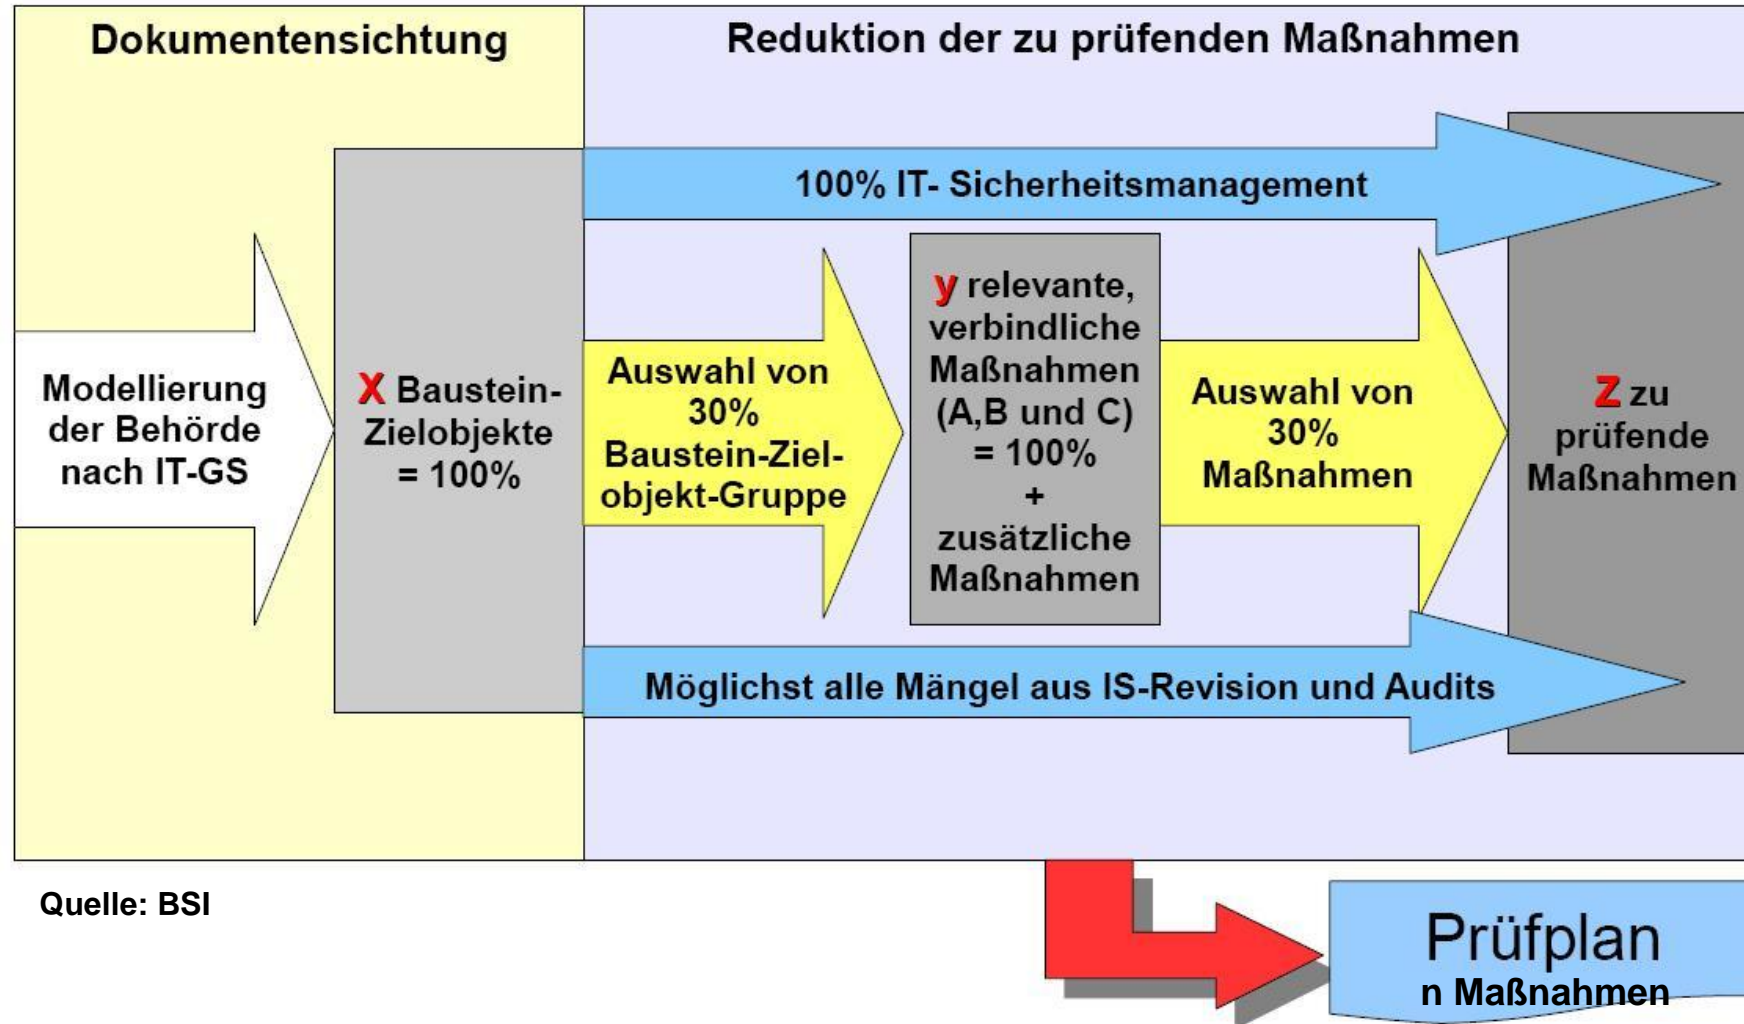 Dokumentensichtung
Reduktion der zu prüfenden Maßnahmen
100% IT- Sicherheitsmanagement
Modellierung
der Behörde
nach IT-GS
X Baustein-
Zielobjekte
= 100%
Auswahl von
30%
Baustein-Ziel-
objekt-Gruppe
y relevante,
verbindliche
Maßnahmen
(A,B und C)
= 100%
+
zusätzliche
Maßnahmen
Auswahl von
30%
Maßnahmen
Z zu
prüfende
Maßnahmen
Möglichst alle Mängel aus IS-Revision und Audits
Quelle: BSI
Prüfplan
n Maßnahmen